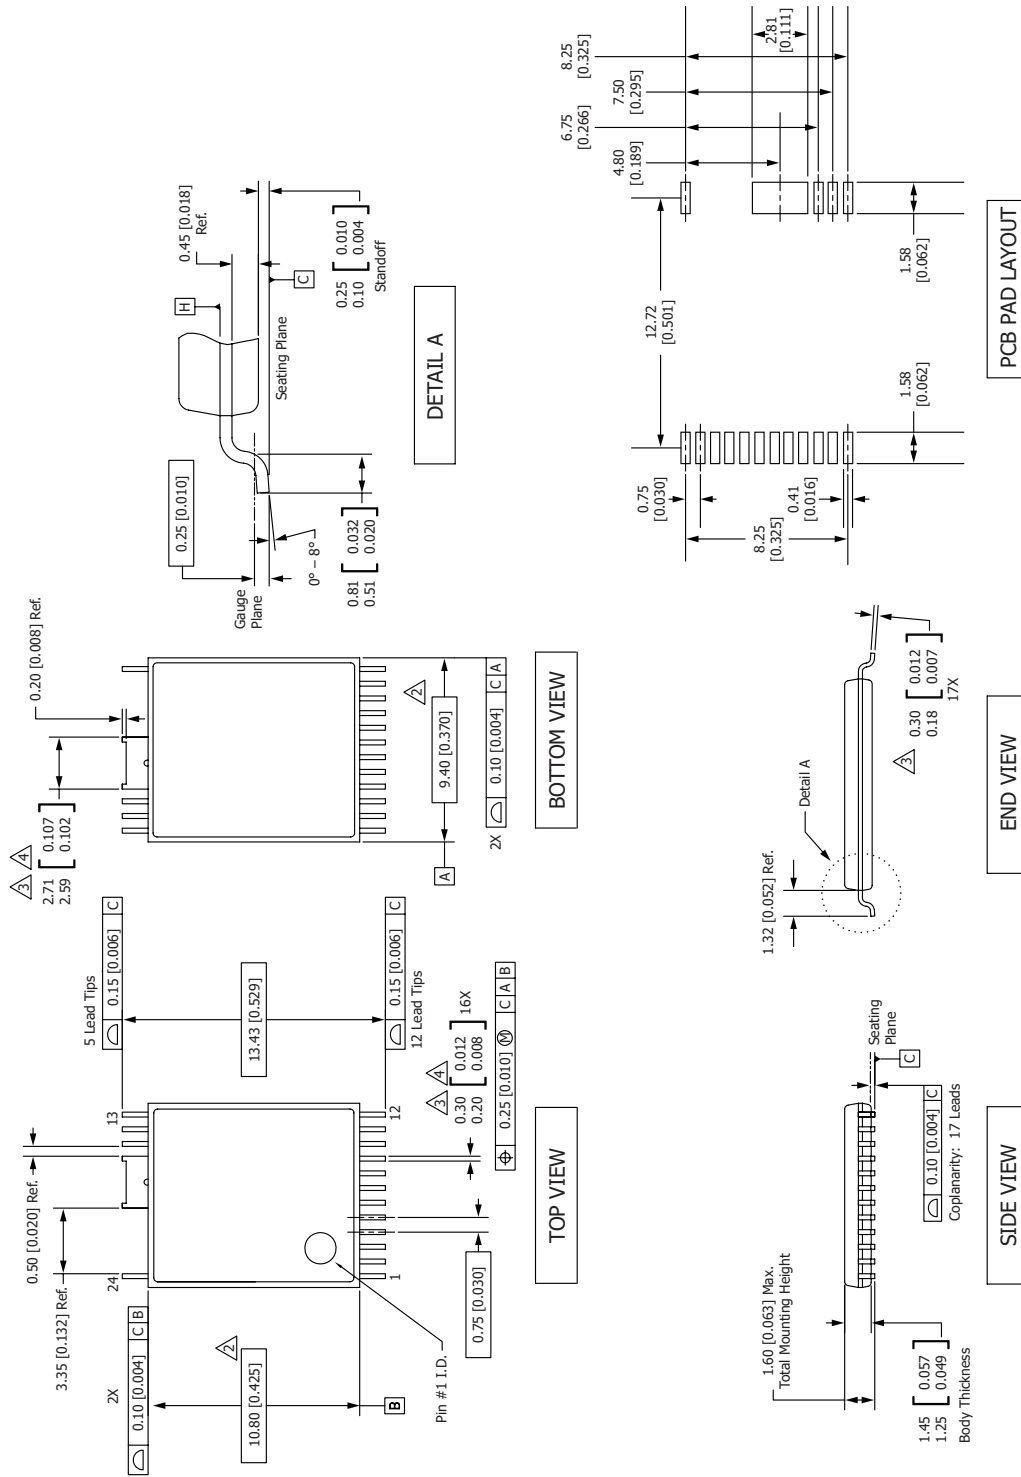 2X
⌓ 0.10 [0.004] C B
3.35 [0.132] Ref.
0.50 [0.020] Ref.
24
13
5 Lead Tips
⌓ 0.15 [0.006] C
2
10.80 [0.425]
13.43 [0.529]
B
1
12
12 Lead Tips
⌓ 0.15 [0.006] C
Pin #1 I.D.
0.75 [0.030]
3 4
0.30
0.20
[0.012
0.008]
16X
⌖ 0.25 [0.010] Ⓜ C A B
TOP VIEW
3 4
2.71
2.59
[0.107
0.102]
0.20 [0.008] Ref.
A
9.40 [0.370]
2
2X
⌓ 0.10 [0.004] C A
BOTTOM VIEW
Gauge
Plane
0.25 [0.010]
H
0.45 [0.018]
Ref.
0° – 8°
Seating Plane
C
0.81
0.51
[0.032
0.020]
0.25
0.10
[0.010
0.004]
Standoff
DETAIL A
1.60 [0.063] Max.
Total Mounting Height
Seating
Plane
C
1.45
1.25
[0.057
0.049]
Body Thickness
⌓ 0.10 [0.004] C
Coplanarity: 17 Leads
SIDE VIEW
1.32 [0.052] Ref.
Detail A
3
0.30
0.18
[0.012
0.007]
17X
END VIEW
0.75
[0.030]
8.25
[0.325]
0.41
[0.016]
1.58
[0.062]
12.72
[0.501]
4.80
[0.189]
6.75
[0.266]
7.50
[0.295]
8.25
[0.325]
2.81
[0.111]
1.58
[0.062]
PCB PAD LAYOUT